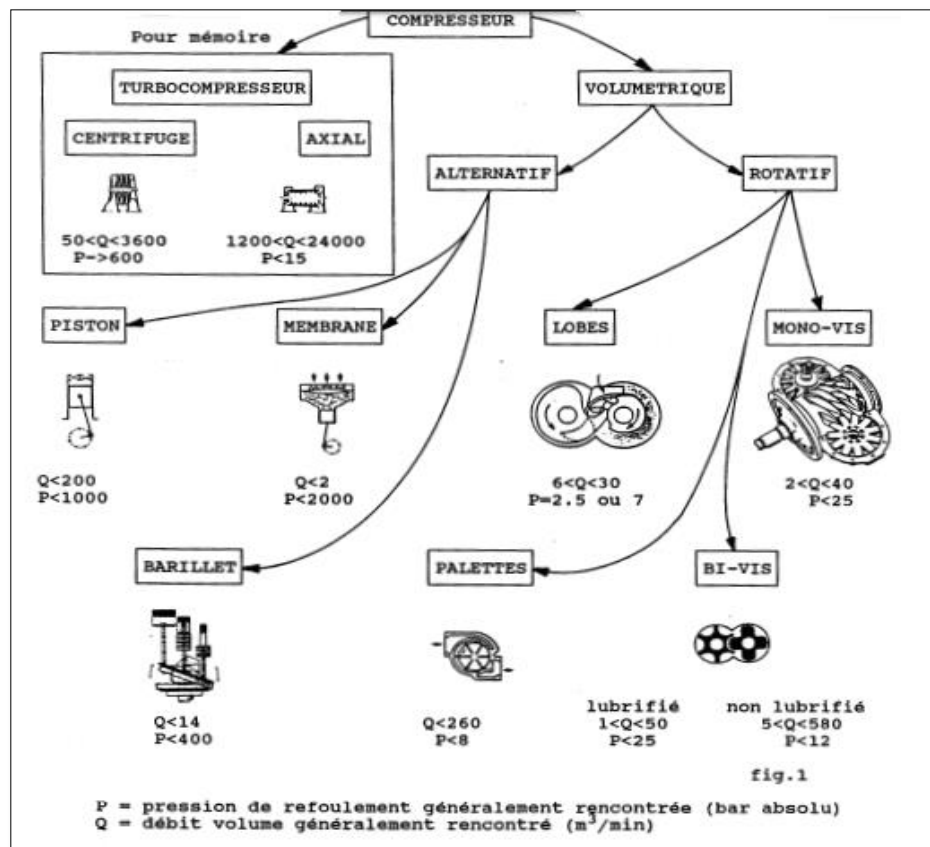 COMPRESSEUR
Pour mémoire
TURBOCOMPRESSEUR
VOLUMETRIQUE
CENTRIFUGE
AXIAL
ALTERNATIF
ROTATIF
50<Q<3600
P->600
1200<Q<24000
P<15
PISTON
MEMBRANE
LOBES
MONO-VIS
Q<200
P<1000
Q<2
P<2000
6<Q<30
P=2.5 ou 7
2<Q<40
P<25
BARILLET
PALETTES
BI-VIS
Q<14
P<400
Q<260
P<8
lubrifié
1<Q<50
P<25
non lubrifié
5<Q<580
P<12
fig.1
P = pression de refoulement généralement rencontrée (bar absolu)
Q = débit volume généralement rencontré (m³/min)